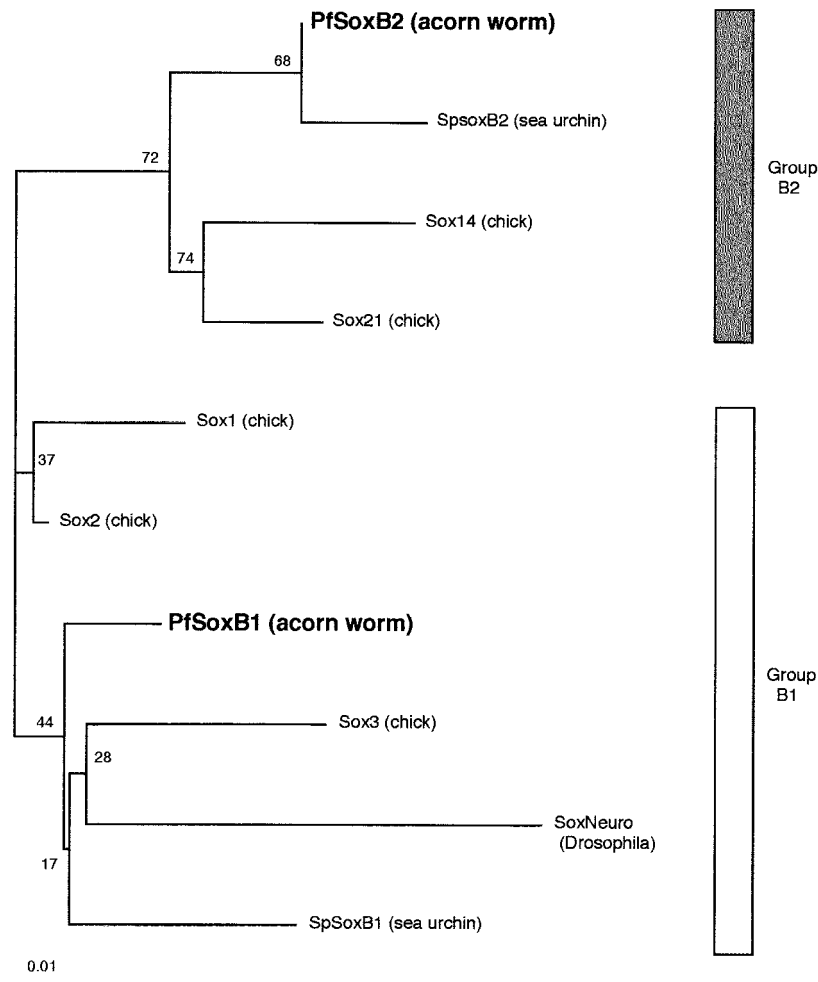 PfSoxB2 (acorn worm)
68
SpsoxB2 (sea urchin)
72
Group
B2
Sox14 (chick)
74
Sox21 (chick)
Sox1 (chick)
37
Sox2 (chick)
PfSoxB1 (acorn worm)
Group
B1
44
Sox3 (chick)
28
SoxNeuro
(Drosophila)
17
SpSoxB1 (sea urchin)
0.01